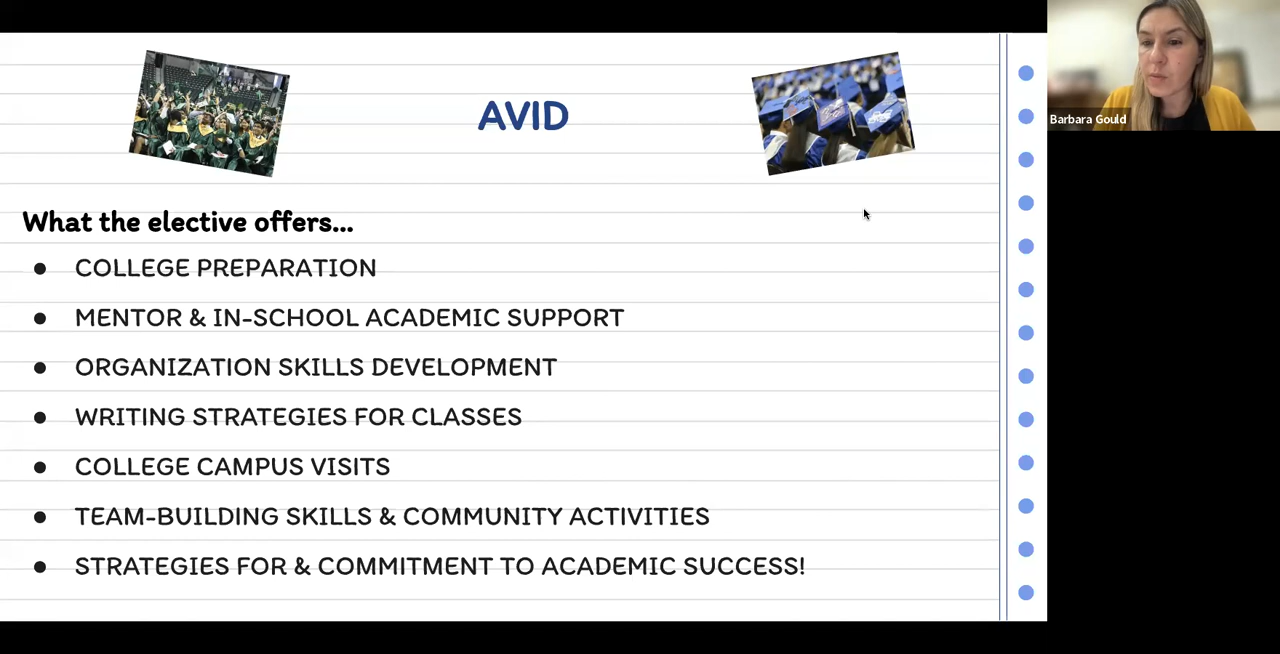 AVID
Barbara Gould
What the elective offers...
● COLLEGE PREPARATION
● MENTOR & IN-SCHOOL ACADEMIC SUPPORT
● ORGANIZATION SKILLS DEVELOPMENT
● WRITING STRATEGIES FOR CLASSES
● COLLEGE CAMPUS VISITS
● TEAM-BUILDING SKILLS & COMMUNITY ACTIVITIES
● STRATEGIES FOR & COMMITMENT TO ACADEMIC SUCCESS!